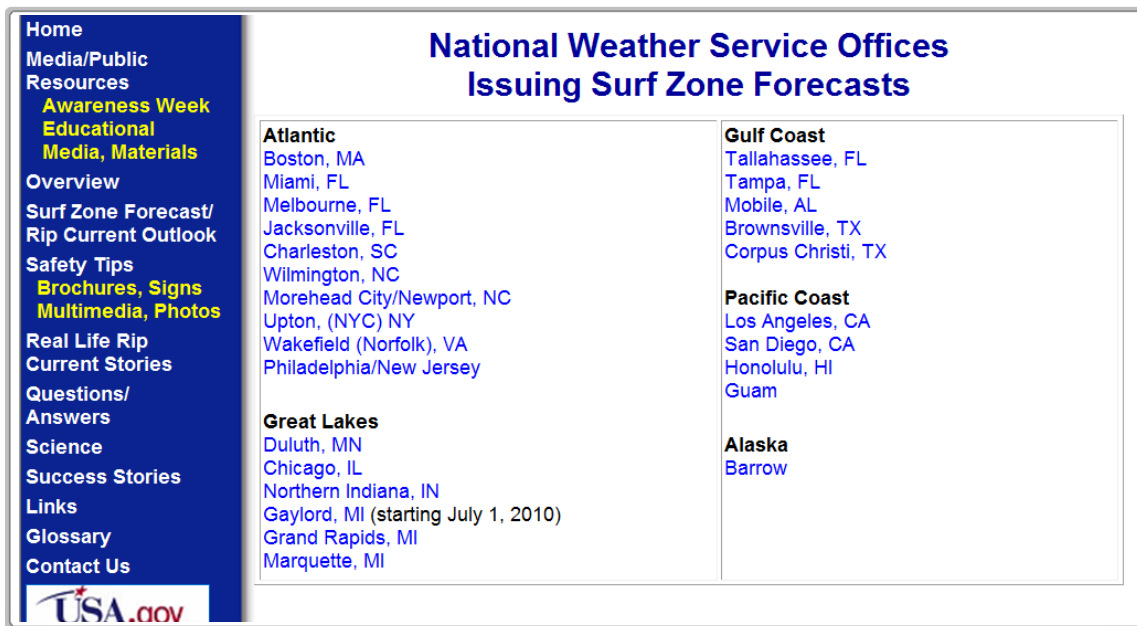 Home
Media/Public
Resources
Awareness Week
Educational
Media, Materials
Overview
Surf Zone Forecast/
Rip Current Outlook
Safety Tips
Brochures, Signs
Multimedia, Photos
Real Life Rip
Current Stories
Questions/
Answers
Science
Success Stories
Links
Glossary
Contact Us
USA.gov
National Weather Service Offices
Issuing Surf Zone Forecasts
Atlantic
Boston, MA
Miami, FL
Melbourne, FL
Jacksonville, FL
Charleston, SC
Wilmington, NC
Morehead City/Newport, NC
Upton, (NYC) NY
Wakefield (Norfolk), VA
Philadelphia/New Jersey
Great Lakes
Duluth, MN
Chicago, IL
Northern Indiana, IN
Gaylord, MI (starting July 1, 2010)
Grand Rapids, MI
Marquette, MI
Gulf Coast
Tallahassee, FL
Tampa, FL
Mobile, AL
Brownsville, TX
Corpus Christi, TX
Pacific Coast
Los Angeles, CA
San Diego, CA
Honolulu, HI
Guam
Alaska
Barrow